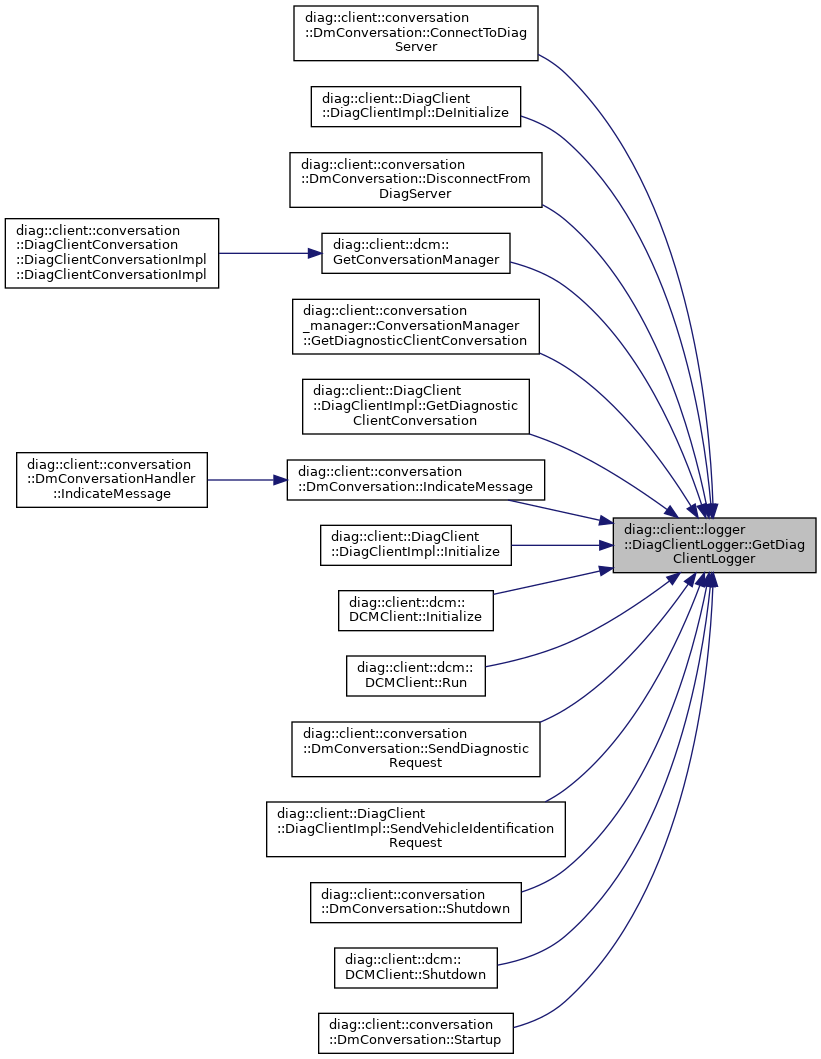 diag::client::conversation
::DmConversation::ConnectToDiag
Server
diag::client::DiagClient
::DiagClientImpl::DeInitialize
diag::client::conversation
::DmConversation::DisconnectFrom
DiagServer
diag::client::conversation
::DiagClientConversation
::DiagClientConversationImpl
::DiagClientConversationImpl
diag::client::dcm::
GetConversationManager
diag::client::conversation
_manager::ConversationManager
::GetDiagnosticClientConversation
diag::client::DiagClient
::DiagClientImpl::GetDiagnostic
ClientConversation
diag::client::conversation
::DmConversationHandler
::IndicateMessage
diag::client::conversation
::DmConversation::IndicateMessage
diag::client::logger
::DiagClientLogger::GetDiag
ClientLogger
diag::client::DiagClient
::DiagClientImpl::Initialize
diag::client::dcm::
DCMClient::Initialize
diag::client::dcm::
DCMClient::Run
diag::client::conversation
::DmConversation::SendDiagnostic
Request
diag::client::DiagClient
::DiagClientImpl::SendVehicleIdentification
Request
diag::client::conversation
::DmConversation::Shutdown
diag::client::dcm::
DCMClient::Shutdown
diag::client::conversation
::DmConversation::Startup